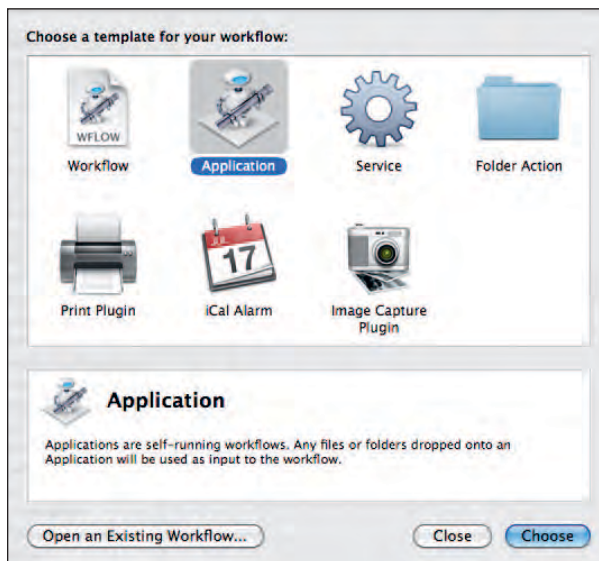 Choose a template for your workflow:
WFLOW
Workflow
Application
Service
Folder Action
JUL
17
Print Plugin
iCal Alarm
Image Capture
Plugin
Application
Applications are self-running workflows. Any files or folders dropped onto an
Application will be used as input to the workflow.
Open an Existing Workflow...
Close
Choose